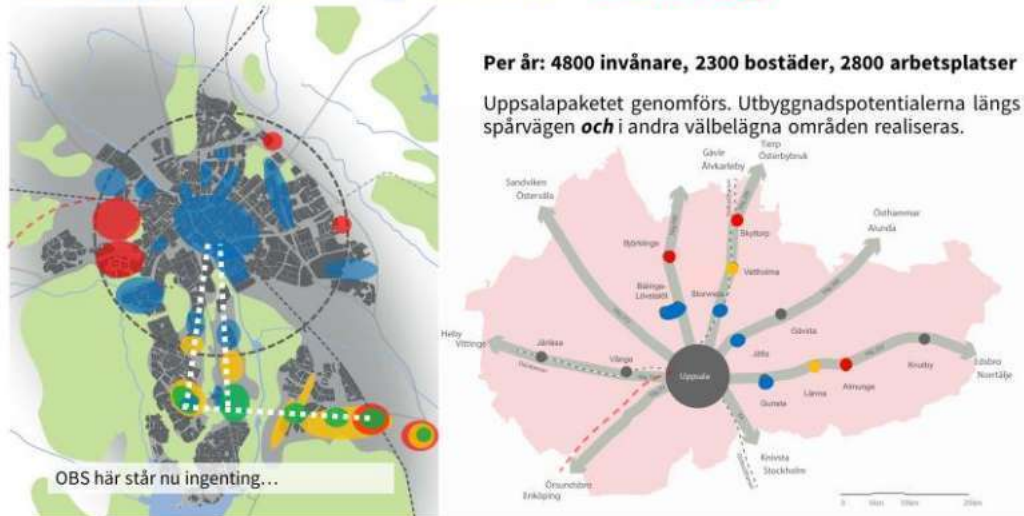 Per år: 4800 invånare, 2300 bostäder, 2800 arbetsplatser
Uppsalapaketet genomförs. Utbyggnadspotentialerna längs
spårvägen och i andra välbelägna områden realiseras.
OBS här står nu ingenting...
Gävle
Älvkarleby
Tierp
Österbybruk
Sandviken
Östervåla
Östhammar
Alunda
Skyttorp
Björklinge
Vattholma
Bälinge-
Lövstalöt
Storvreta
Gåvsta
Jälla
Heby
Vittinge
Järlåsa
Vänge
Uppsala
Knutby
Edsbro
Norrtälje
Länna
Almunge
Gunsta
Knivsta
Stockholm
Örsundsbro
Enköping